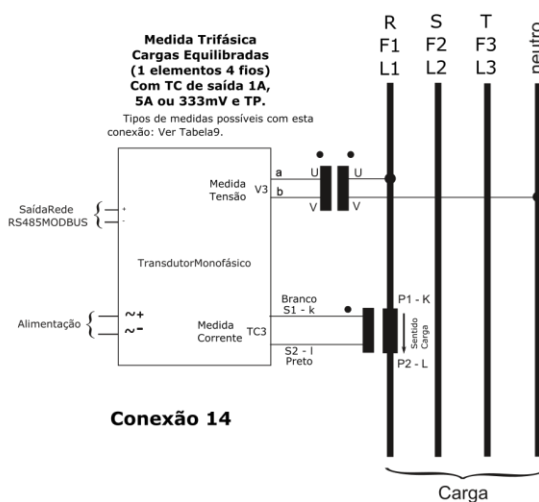 R S T
F1 F2 F3
L1 L2 L3
neutro
Medida Trifásica
Cargas Equilibradas
(1 elementos 4 fios)
Com TC de saída 1A,
5A ou 333mV e TP.
Tipos de medidas possíveis com esta
conexão: Ver Tabela9.
a U U
Medida
Tensão
V3
b
V V
SaídaRede
RS485MODBUS
+
-
TransdutorMonofásico
Alimentação
~+
~-
Medida
Corrente
TC3
Branco
S1 - k
S2 - l
Preto
P1 - K
Sentido
Carga
P2 - L
Conexão 14
Carga